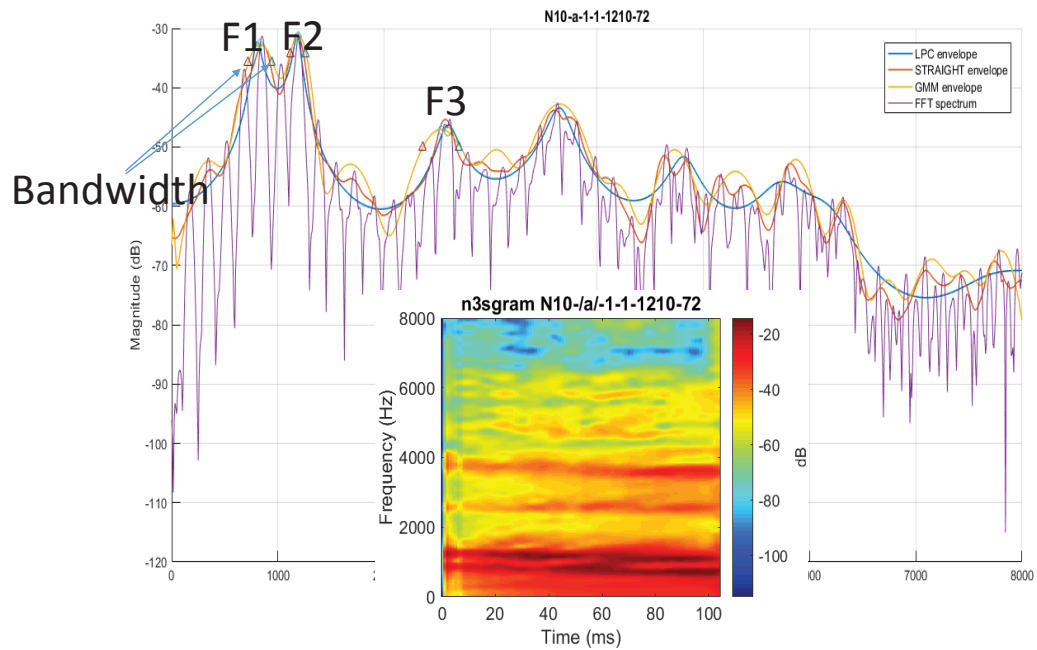 N10-a-1-1-1210-72
F1 F2
F3
Bandwidth
LPC envelope
STRAIGHT envelope
GMM envelope
FFT spectrum
Magnitude (dB)
-30
-40
-50
-60
-70
-80
-90
-100
-110
-120
0 1000 7000 8000
n3sgram N10-/a/-1-1-1210-72
Frequency (Hz)
8000
6000
4000
2000
0
0 20 40 60 80 100
Time (ms)
-20
-40
-60
-80
-100
dB